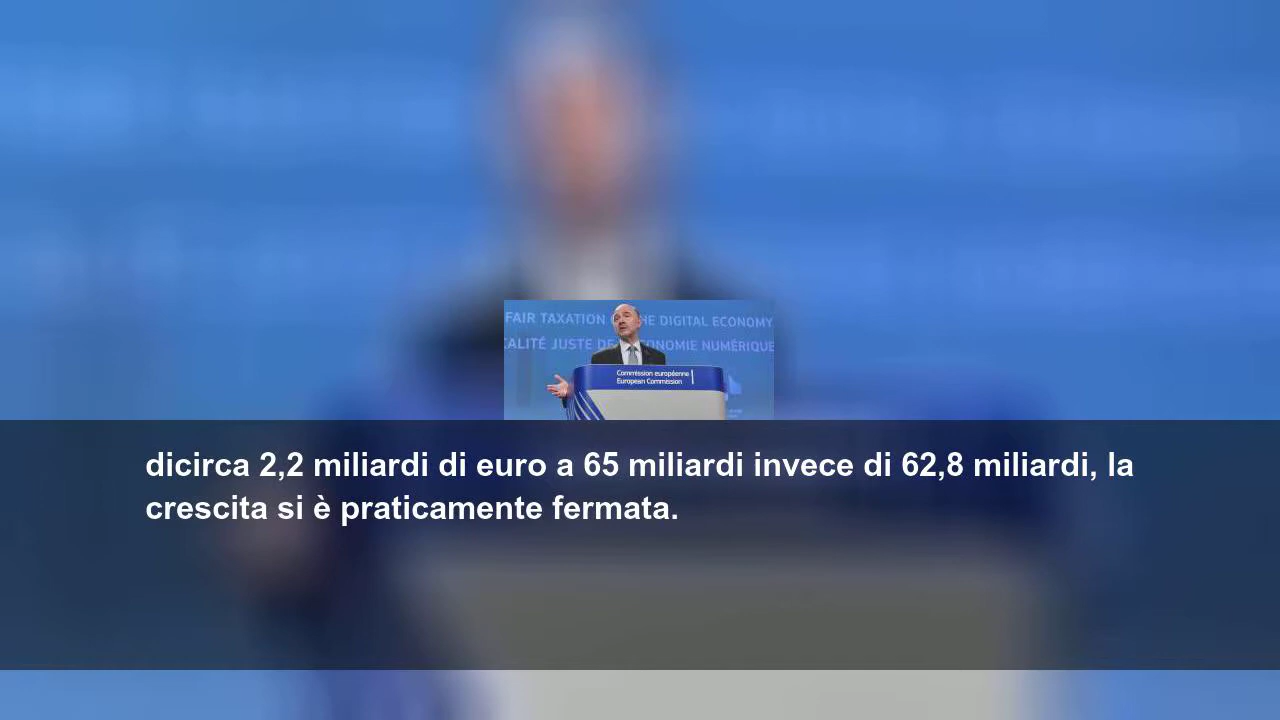 FAIR TAXATION HE DIGITAL ECONOMY
CALITÉ JUSTE DE ONOMIE NUMÉRIQUE
Commission européenne
European Commission
dicirca 2,2 miliardi di euro a 65 miliardi invece di 62,8 miliardi, la
crescita si è praticamente fermata.